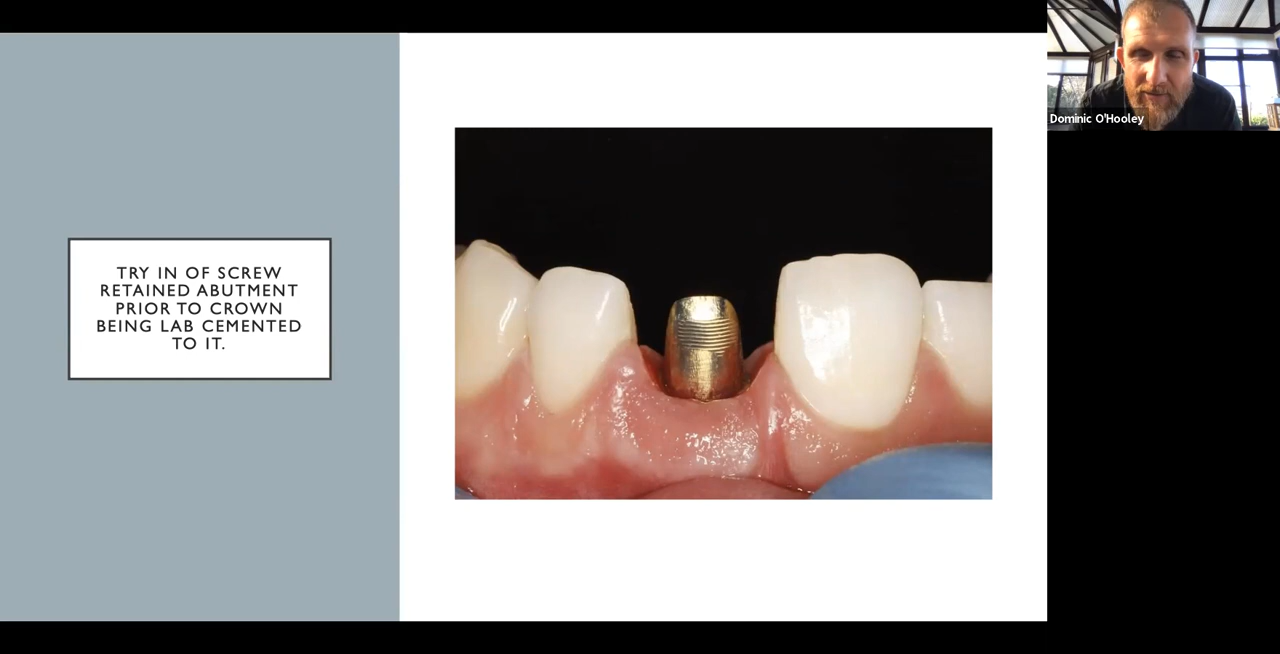 TRY IN OF SCREW
RETAINED ABUTMENT
PRIOR TO CROWN
BEING LAB CEMENTED
TO IT.
Dominic O'Hooley